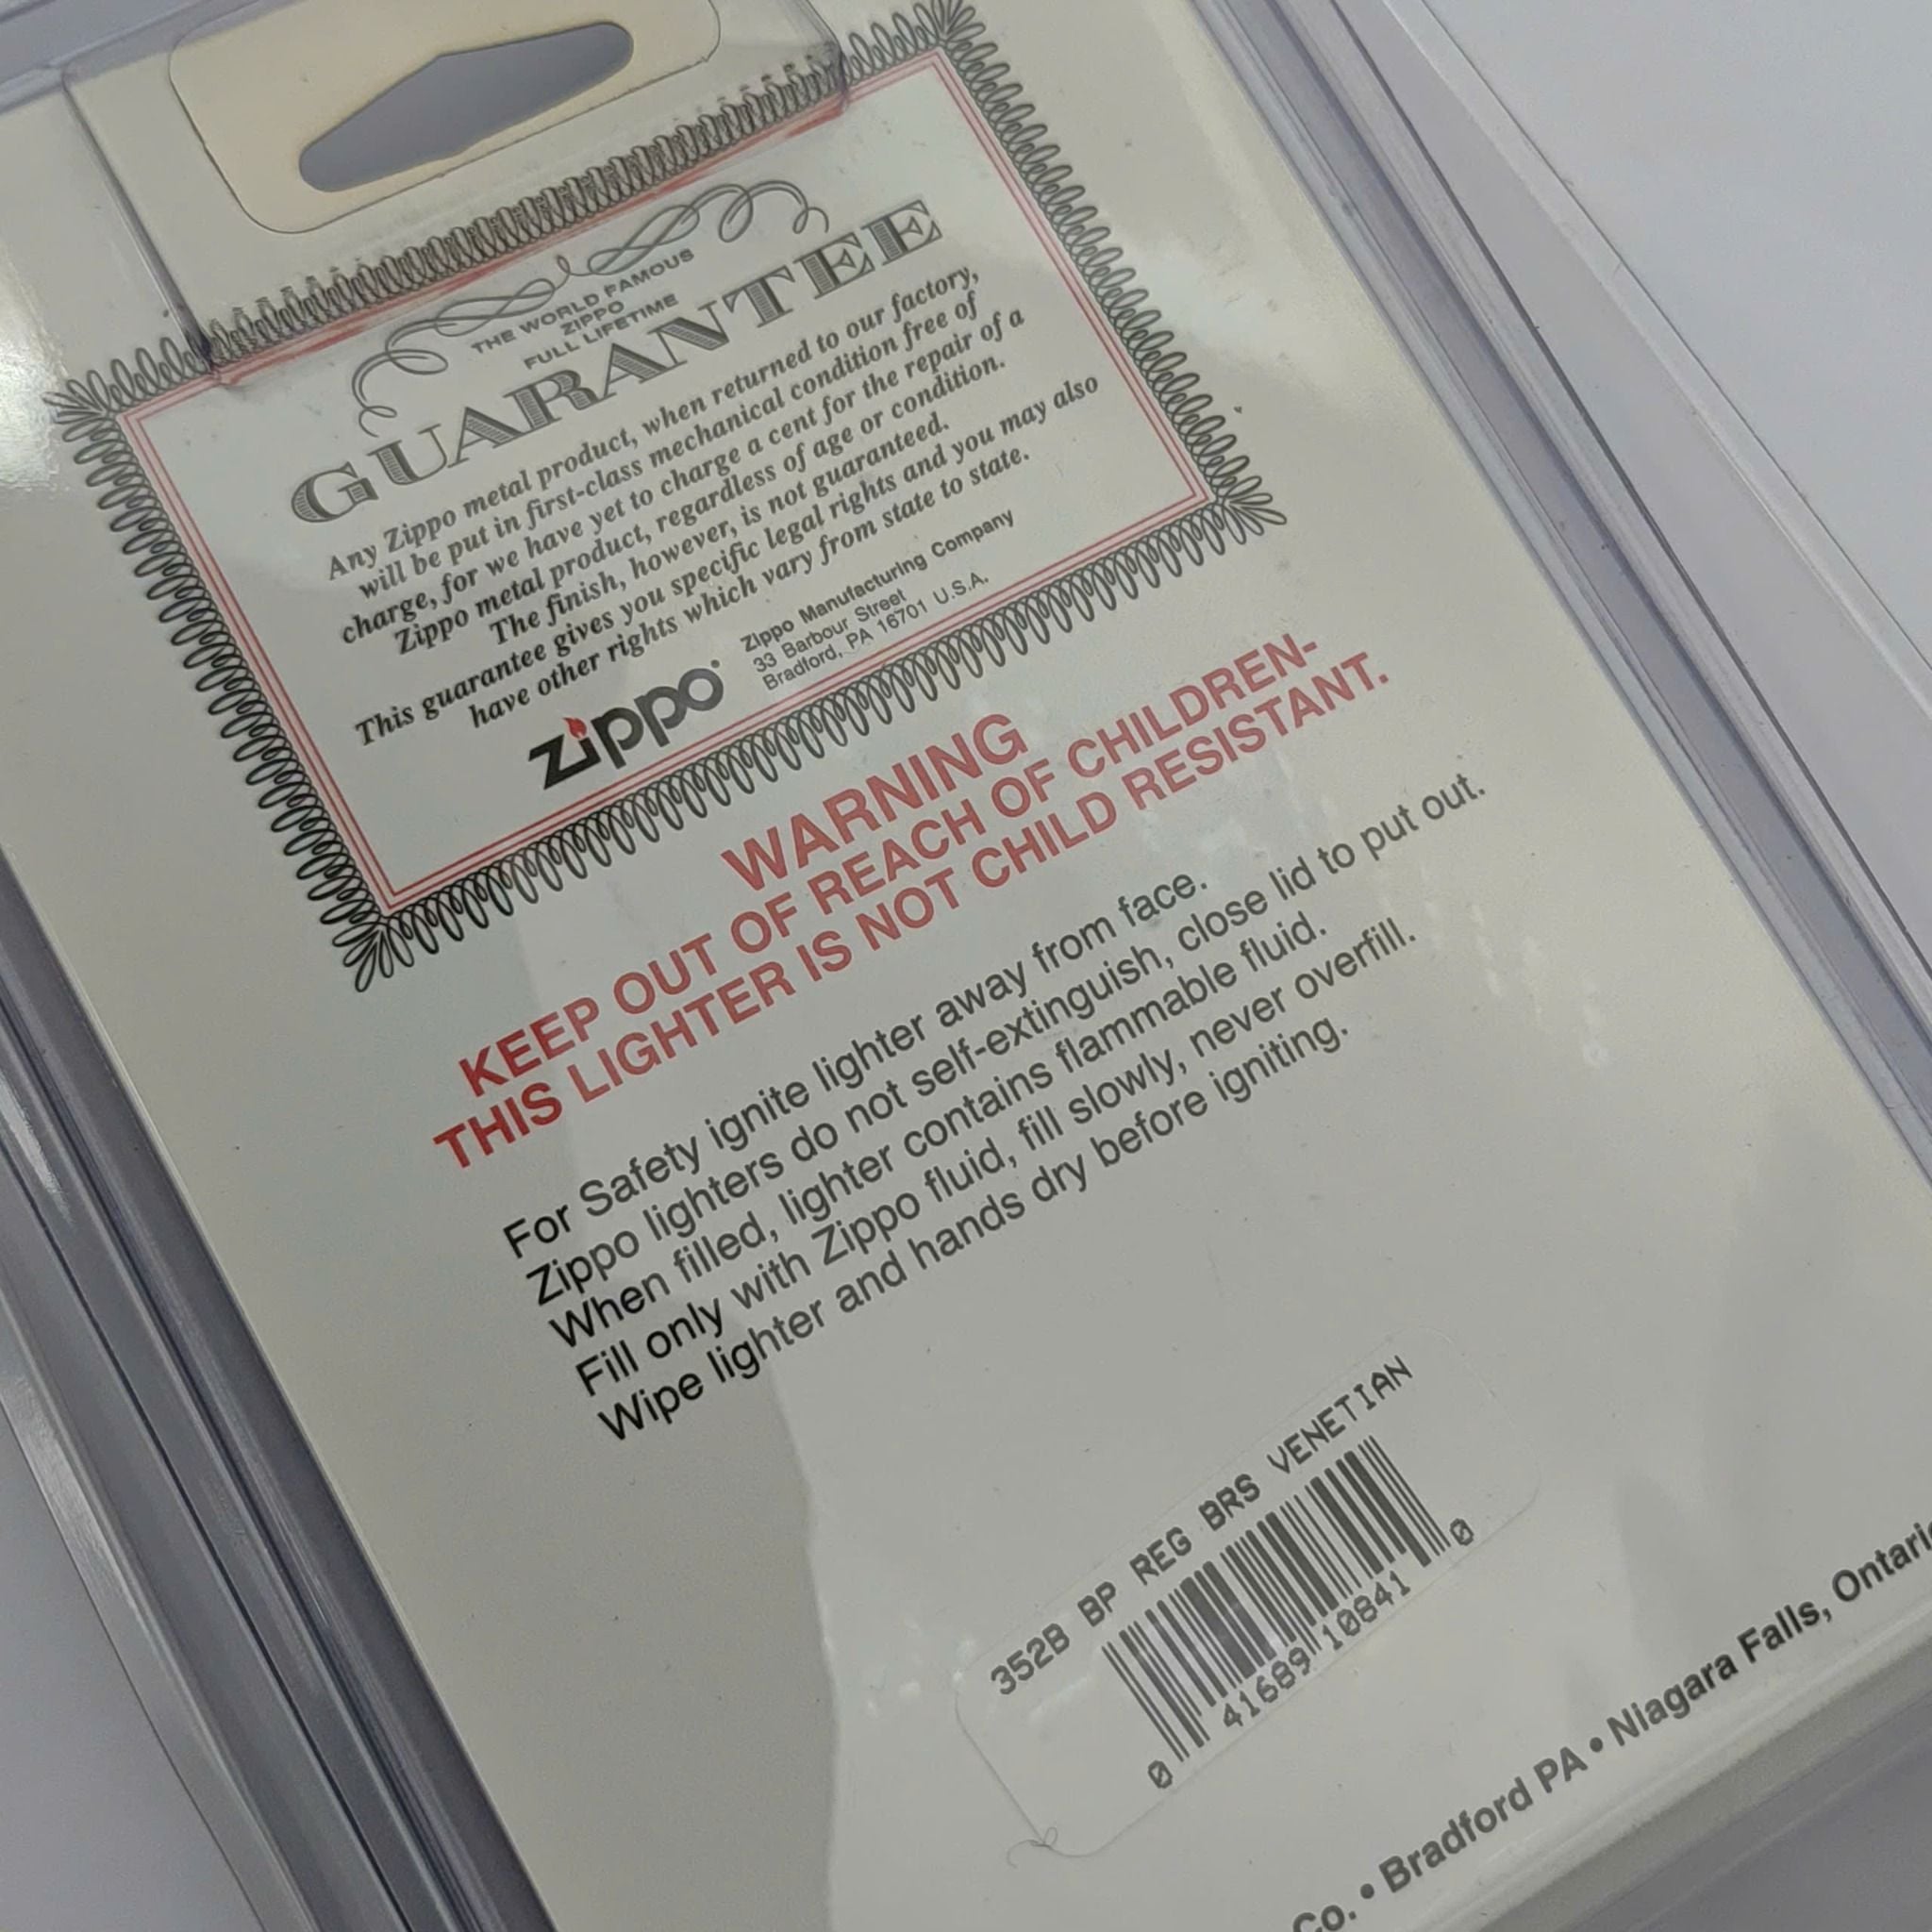 THE WORLD FAMOUS
ZIPPO
FULL LIFETIME
GUARANTEE
Any Zippo metal product, when returned to our factory,
will be put in first-class mechanical condition free of
charge, for we have yet to charge a cent for the repair of a
Zippo metal product, regardless of age or condition.
The finish, however, is not guaranteed.
This guarantee gives you specific legal rights and you may also
have other rights which vary from state to state.
zippo
Zippo Manufacturing Company
33 Barbour Street
Bradford, PA 16701 U.S.A.
WARNING
KEEP OUT OF REACH OF CHILDREN-
THIS LIGHTER IS NOT CHILD RESISTANT.
For Safety ignite lighter away from face.
Zippo lighters do not self-extinguish, close lid to put out.
When filled, lighter contains flammable fluid.
Fill only with Zippo fluid, fill slowly, never overfill.
Wipe lighter and hands dry before igniting.
352B BP REG BRS VENETIAN
0 41689 10841 0
Co. • Bradford PA • Niagara Falls, Ontario